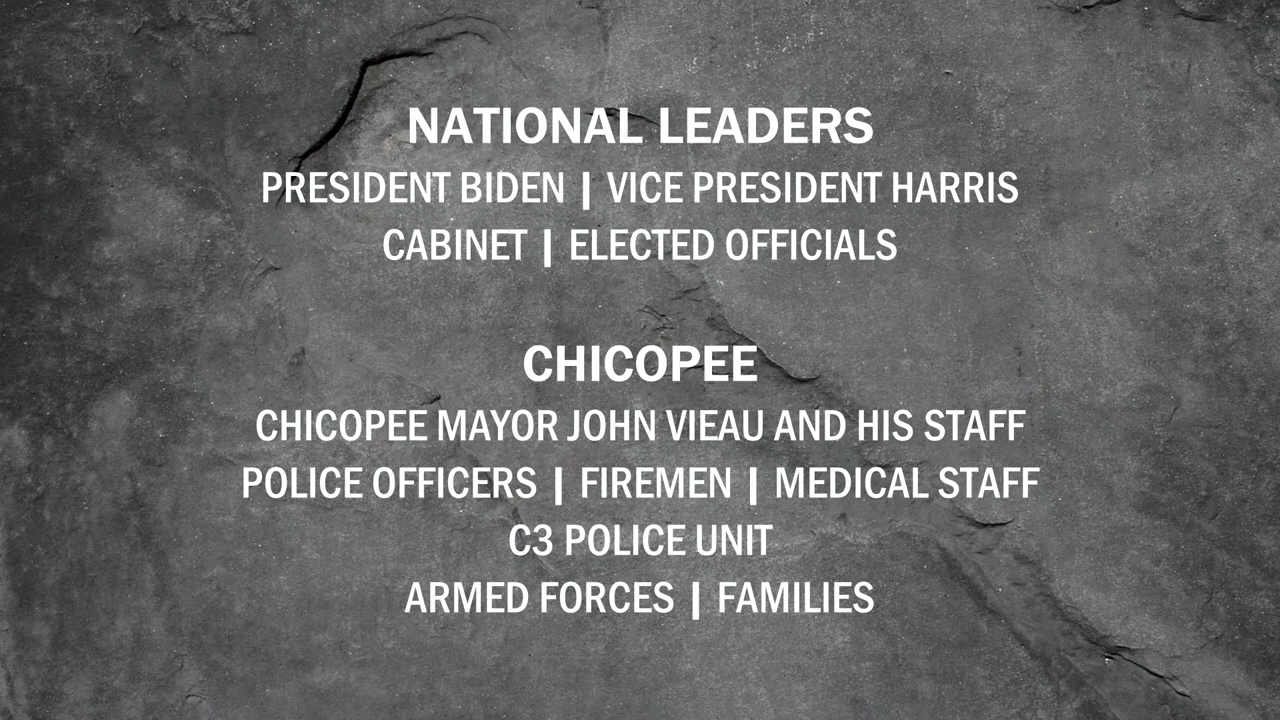 NATIONAL LEADERS
PRESIDENT BIDEN | VICE PRESIDENT HARRIS
CABINET | ELECTED OFFICIALS
CHICOPEE
CHICOPEE MAYOR JOHN VIEAU AND HIS STAFF
POLICE OFFICERS | FIREMEN | MEDICAL STAFF
C3 POLICE UNIT
ARMED FORCES | FAMILIES